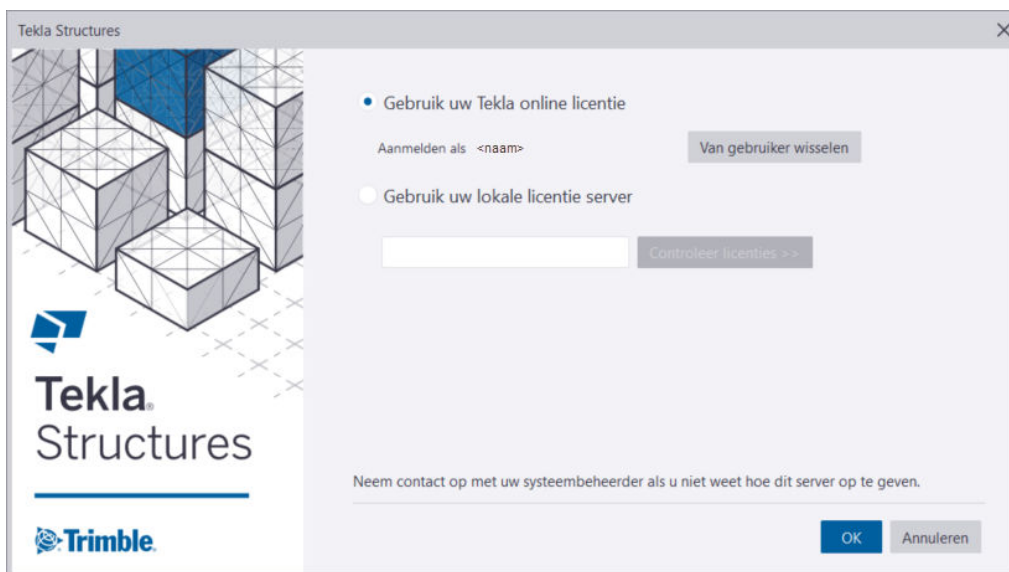 Tekla Structures
Gebruik uw Tekla online licentie
Aanmelden als <naam>
Van gebruiker wisselen
Gebruik uw lokale licentie server
Controleer licenties >>
Tekla®
Structures
Neem contact op met uw systeembeheerder als u niet weet hoe dit server op te geven.
Trimble.
OK
Annuleren